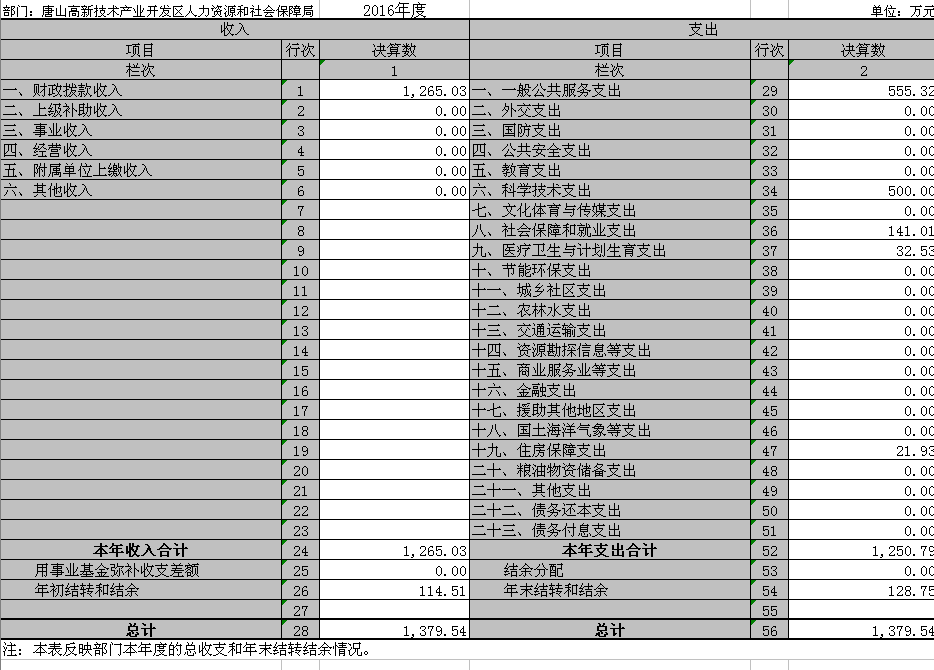 部门：唐山高新技术产业开发区人力资源和社会保障局 2016年度 单位：万元
收入 支出
项目 行次 决算数 项目 行次 决算数
栏次 1 栏次 2
一、财政拨款收入 1 1,265.03 一、一般公共服务支出 29 555.32
二、上级补助收入 2 0.00 二、外交支出 30 0.00
三、事业收入 3 0.00 三、国防支出 31 0.00
四、经营收入 4 0.00 四、公共安全支出 32 0.00
五、附属单位上缴收入 5 0.00 五、教育支出 33 0.00
六、其他收入 6 0.00 六、科学技术支出 34 500.00
7 七、文化体育与传媒支出 35 0.00
8 八、社会保障和就业支出 36 141.01
9 九、医疗卫生与计划生育支出 37 32.53
10 十、节能环保支出 38 0.00
11 十一、城乡社区支出 39 0.00
12 十二、农林水支出 40 0.00
13 十三、交通运输支出 41 0.00
14 十四、资源勘探信息等支出 42 0.00
15 十五、商业服务业等支出 43 0.00
16 十六、金融支出 44 0.00
17 十七、援助其他地区支出 45 0.00
18 十八、国土海洋气象等支出 46 0.00
19 十九、住房保障支出 47 21.93
20 二十、粮油物资储备支出 48 0.00
21 二十一、其他支出 49 0.00
22 二十二、债务还本支出 50 0.00
23 二十三、债务付息支出 51 0.00
本年收入合计 24 1,265.03 本年支出合计 52 1,250.79
用事业基金弥补收支差额 25 0.00 结余分配 53 0.00
年初结转和结余 26 114.51 年末结转和结余 54 128.75
27 55
总计 28 1,379.54 总计 56 1,379.54
注：本表反映部门本年度的总收支和年末结转结余情况。